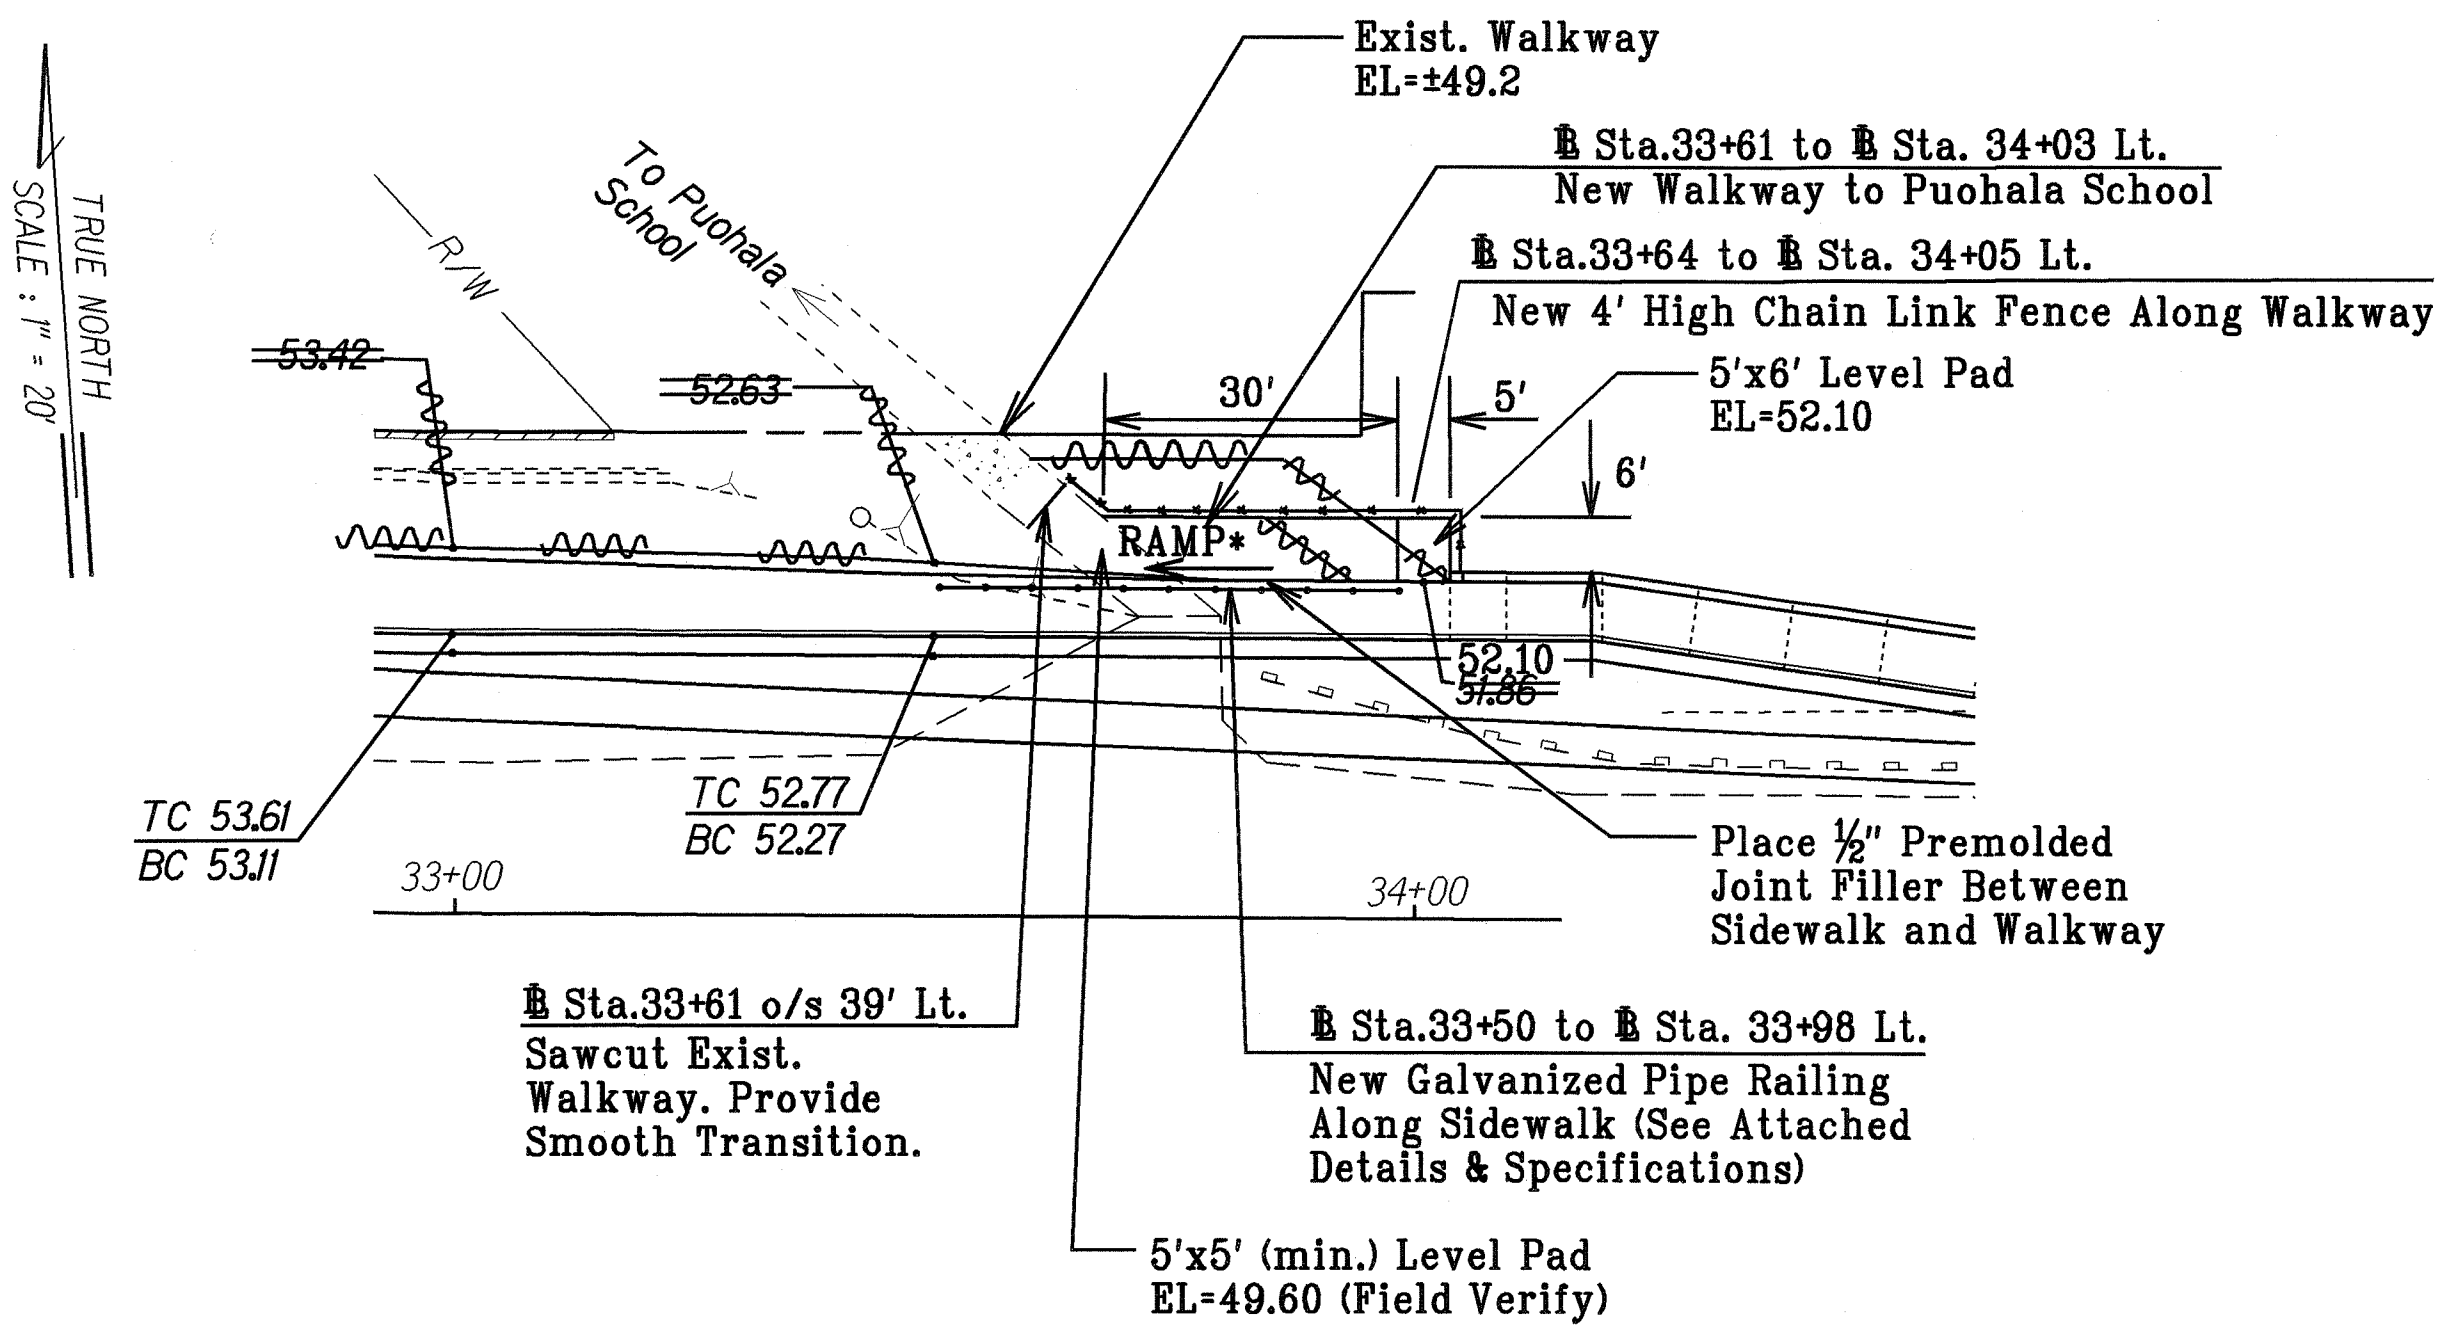 Exist. Walkway
EL=±49.2
℄ Sta.33+61 to ℄ Sta. 34+03 Lt.
New Walkway to Puohala School
℄ Sta.33+64 to ℄ Sta. 34+05 Lt.
New 4' High Chain Link Fence Along Walkway
5'x6' Level Pad
EL=52.10
TRUE NORTH
SCALE : 1" = 20'
To Puohala
School
R/W
53.42
52.63
30'
5'
6'
RAMP*
52.10
51.86
TC 53.61
BC 53.11
TC 52.77
BC 52.27
33+00
34+00
Place ½" Premolded
Joint Filler Between
Sidewalk and Walkway
℄ Sta.33+61 o/s 39' Lt.
Sawcut Exist.
Walkway. Provide
Smooth Transition.
℄ Sta.33+50 to ℄ Sta. 33+98 Lt.
New Galvanized Pipe Railing
Along Sidewalk (See Attached
Details & Specifications)
5'x5' (min.) Level Pad
EL=49.60 (Field Verify)